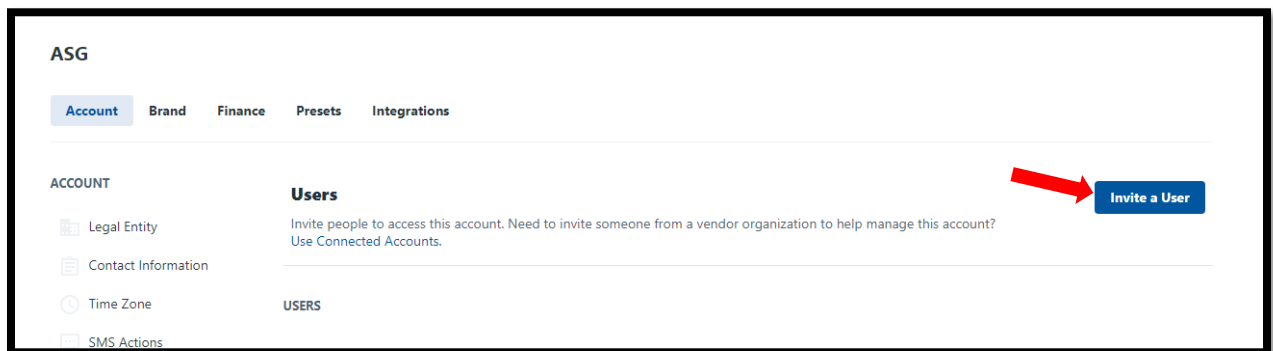 ASG
Account Brand Finance Presets Integrations
ACCOUNT
Legal Entity
Contact Information
Time Zone
SMS Actions
Users
Invite a User
Invite people to access this account. Need to invite someone from a vendor organization to help manage this account?
Use Connected Accounts.
USERS